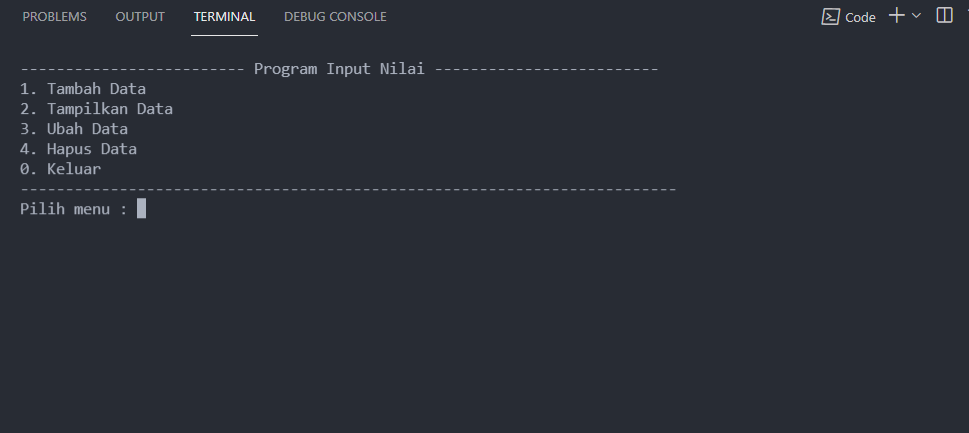 PROBLEMS OUTPUT TERMINAL DEBUG CONSOLE Code
------------------------- Program Input Nilai -------------------------
1. Tambah Data
2. Tampilkan Data
3. Ubah Data
4. Hapus Data
0. Keluar
-------------------------------------------------------------------------
Pilih menu :